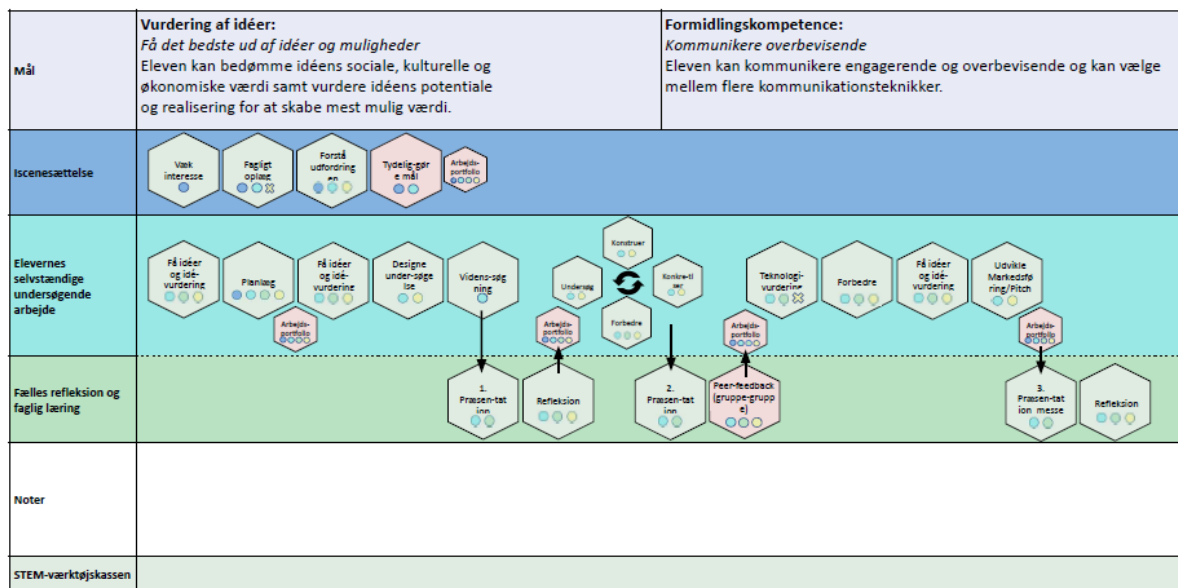 Mål
Vurdering af idéer:
Få det bedste ud af idéer og muligheder
Eleven kan bedømme idéens sociale, kulturelle og
økonomiske værdi samt vurdere idéens potentiale
og realisering for at skabe mest mulig værdi.
Formidlingskompetence:
Kommunikere overbevisende
Eleven kan kommunikere engagerende og overbevisende og kan vælge
mellem flere kommunikationsteknikker.
Iscenesættelse
Væk
interesse
Fagligt
oplæg
Forstå
udfordring
en
Tydelig-gør
e mål
Arbejds-
portfolio
Elevernes
selvstændige
undersøgende
arbejde
Få idéer
og idé-
vurdering
Planlæg
Arbejds-
portfolio
Få idéer
og idé-
vurdering
Designe
under-søge
lse
Videns-søg
ning
Arbejds-
portfolio
Undersøg
Konstruer
Konkre-ti
ser
Forbedre
Arbejds-
portfolio
Teknologi-
vurdering
Forbedre
Få idéer
og idé-
vurdering
Udvikle
Markedsfø
ring/Pitch
Arbejds-
portfolio
Fælles refleksion og
faglig læring
1.
Præsen-tat
ion
Refleksion
2.
Præsen-tat
ion
Peer-feedback
(gruppe-grupp
e)
3.
Præsen-tat
ion messe
Refleksion
Noter
STEM-værktøjskassen